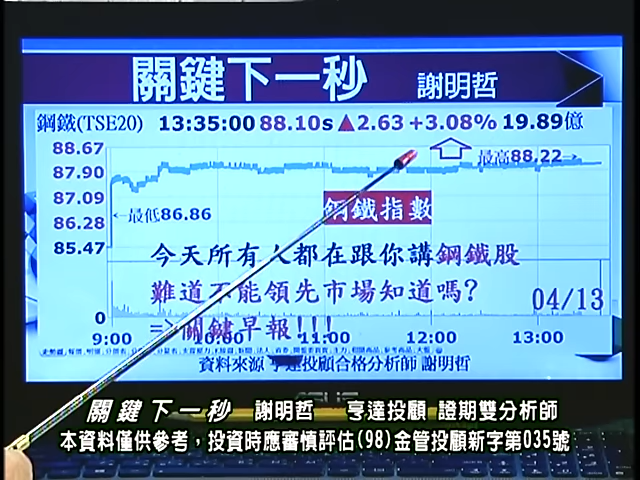 關鍵下一秒 謝明哲
鋼鐵(TSE20) 13:35:00 88.10s ▲2.63 +3.08% 19.89億
88.67
87.90
87.09
86.28
85.47
0
最高88.22→
←最低86.86
鋼鐵指數
今天所有人都在跟你講鋼鐵股
難道不能領先市場知道嗎?
=>關鍵早報!!!
04/13
9:00 11:00 12:00 13:00
資料來源 亨達投顧合格分析師 謝明哲
ASUS
關鍵下一秒 謝明哲 亨達投顧 證期雙分析師
本資料僅供參考，投資時應審慎評估(98)金管投顧新字第035號